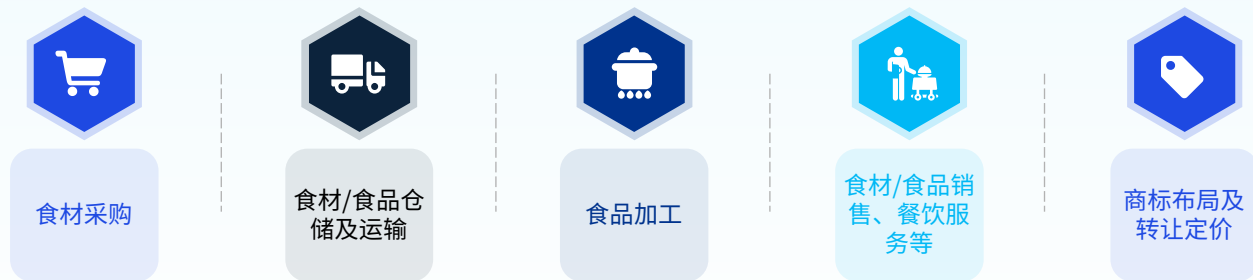 食材采购
食材/食品仓
储及运输
食品加工
食材/食品销
售、餐饮服
务等
商标布局及
转让定价